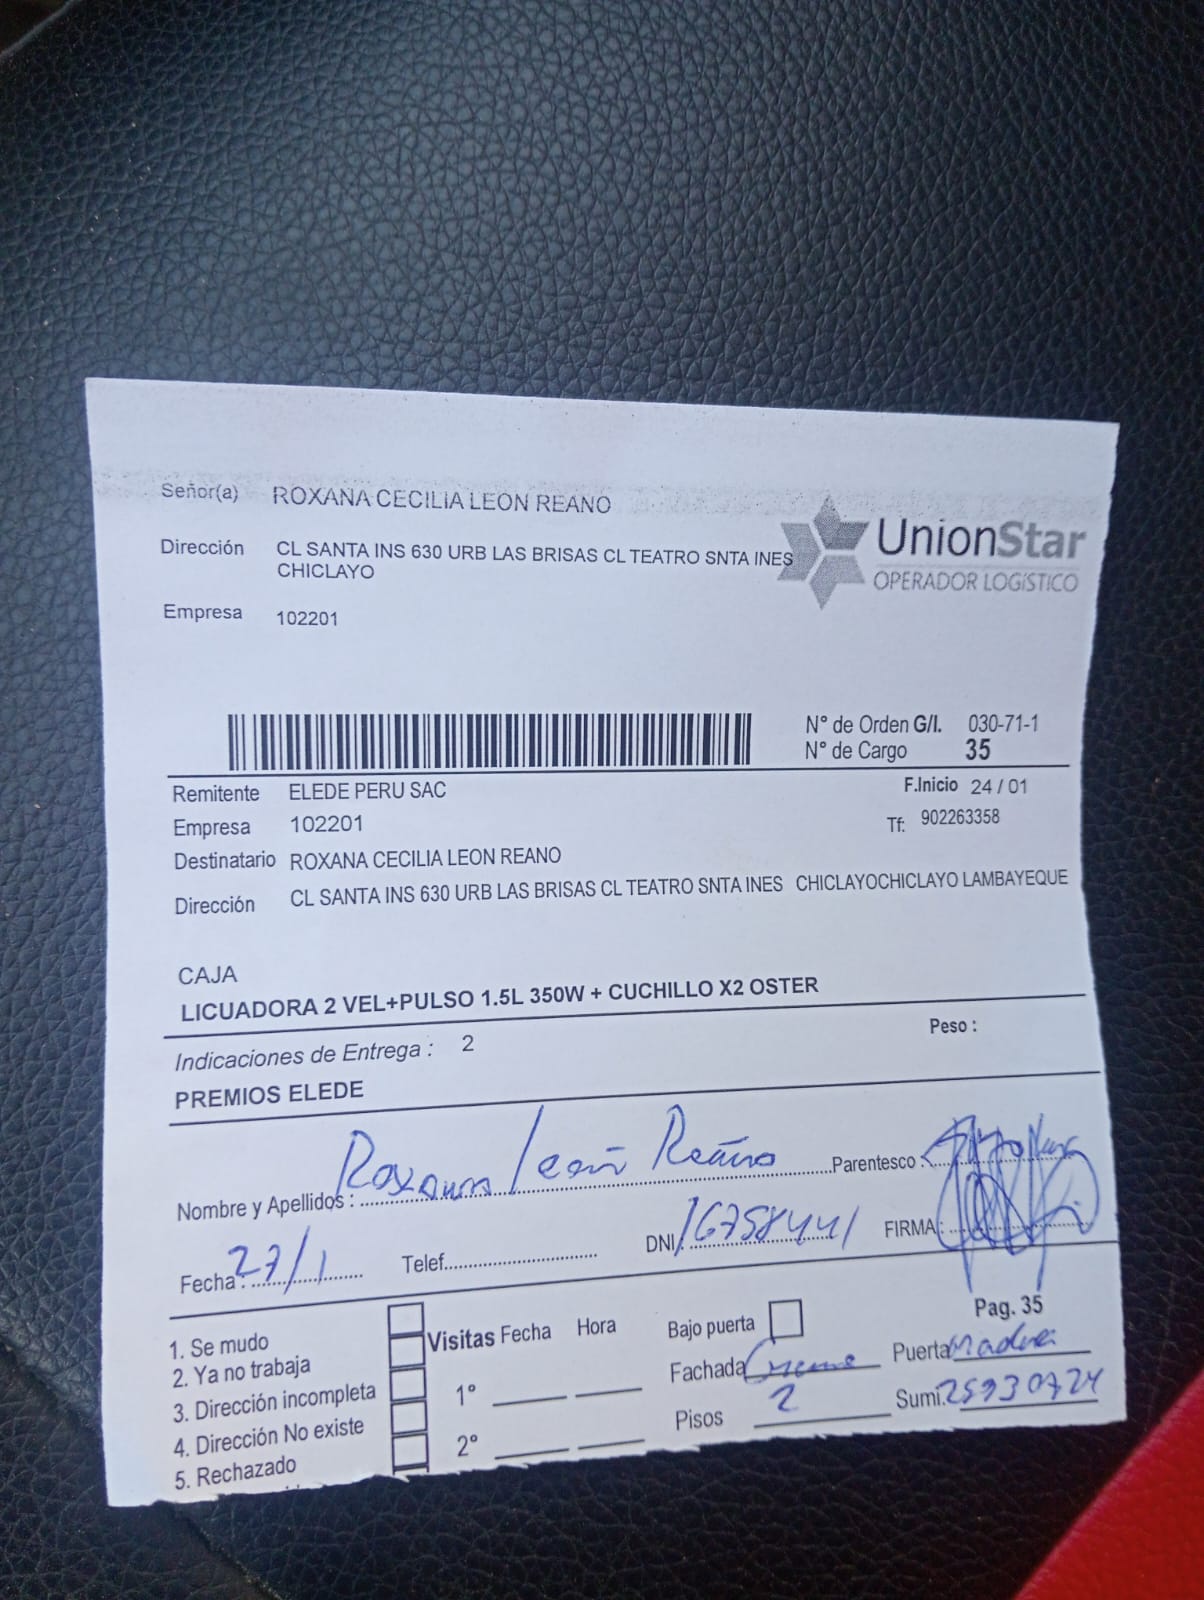 Señor(a) ROXANA CECILIA LEON REANO
UnionStar
OPERADOR LOGíSTICO
Dirección CL SANTA INS 630 URB LAS BRISAS CL TEATRO SNTA INES
CHICLAYO
Empresa 102201
N° de Orden G/I. 030-71-1
N° de Cargo 35
Remitente ELEDE PERU SAC F.Inicio 24 / 01
Empresa 102201 Tf: 902263358
Destinatario ROXANA CECILIA LEON REANO
Dirección CL SANTA INS 630 URB LAS BRISAS CL TEATRO SNTA INES CHICLAYOCHICLAYO LAMBAYEQUE
CAJA
LICUADORA 2 VEL+PULSO 1.5L 350W + CUCHILLO X2 OSTER
Indicaciones de Entrega : 2 Peso :
PREMIOS ELEDE
Nombre y Apellidos : Roxana León Reaño Parentesco :
Fecha : 27/1 Telef. DNI 16758441 FIRMA :
Pag. 35
1. Se mudo
2. Ya no trabaja
3. Dirección incompleta
4. Dirección No existe
5. Rechazado
Visitas Fecha Hora
1°
2°
Bajo puerta
Fachada Creme Puerta Madera
Pisos 2 Sumi. 25930724